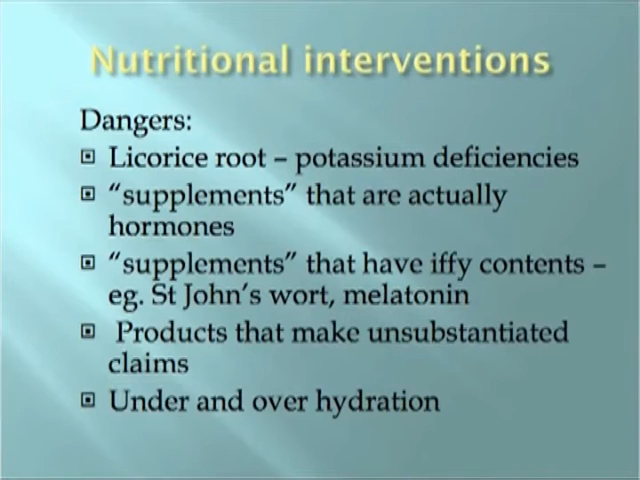 Nutritional interventions
Dangers:
Licorice root – potassium deficiencies
“supplements” that are actually
hormones
“supplements” that have iffy contents –
eg. St John’s wort, melatonin
Products that make unsubstantiated
claims
Under and over hydration